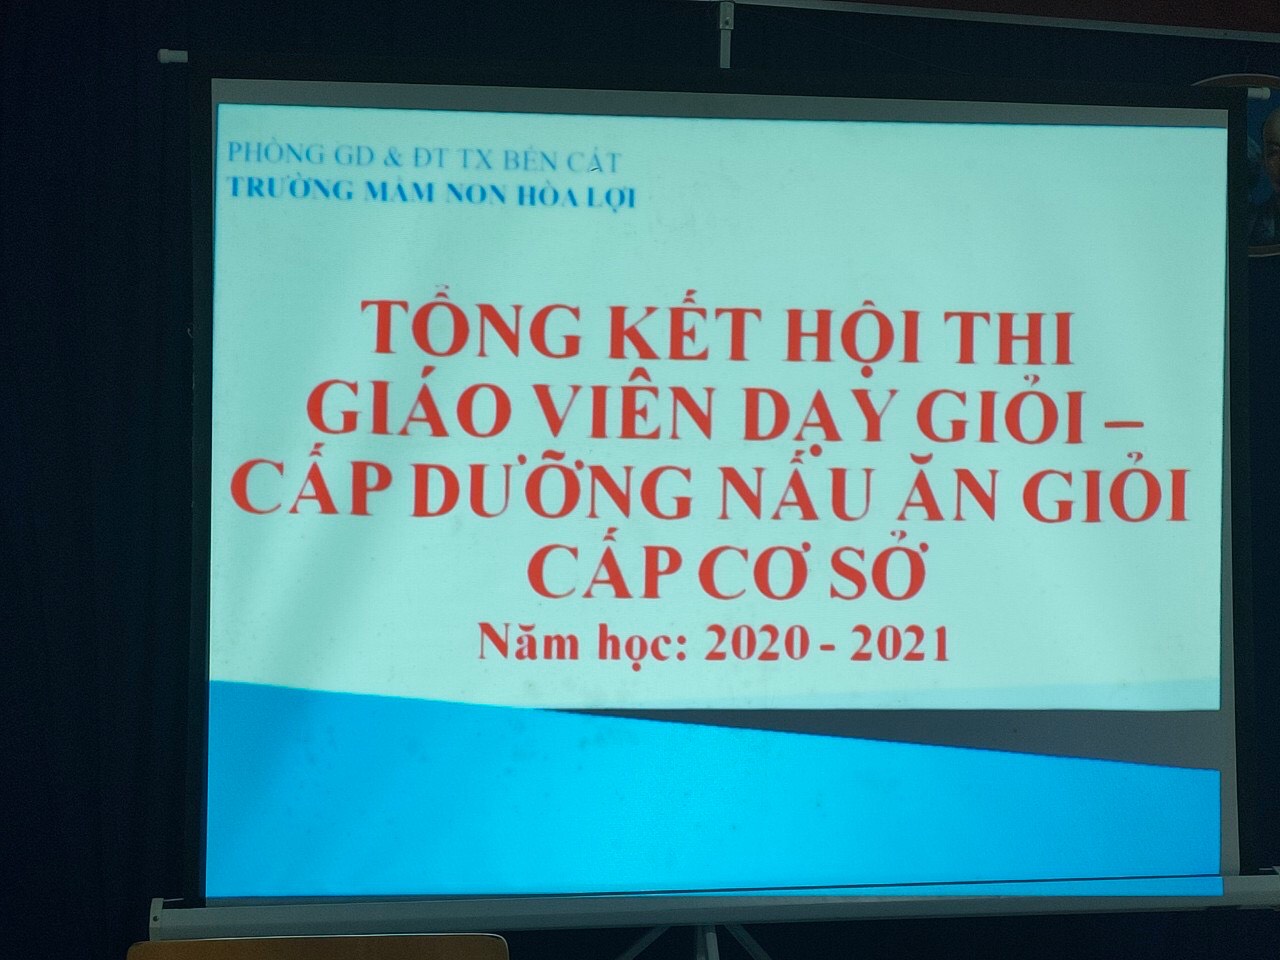 PHÒNG GD & ĐT TX BẾN CÁT
TRƯỜNG MẦM NON HÒA LỢI
TỔNG KẾT HỘI THI
GIÁO VIÊN DẠY GIỎI –
CẤP DƯỠNG NẤU ĂN GIỎI
CẤP CƠ SỞ
Năm học: 2020 - 2021